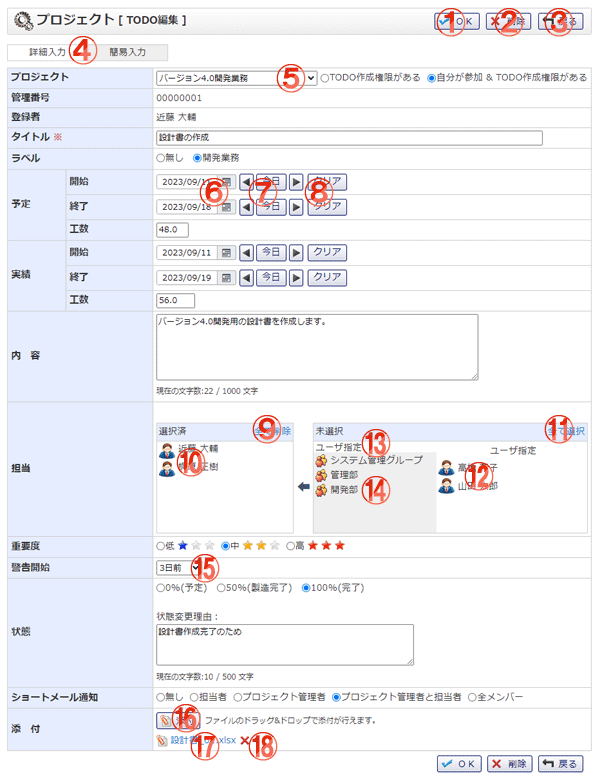 プロジェクト [ TODO編集 ]
① OK ② 削除 ③ 戻る
詳細入力 ④ 簡易入力
プロジェクト バージョン4.0開発業務 ⑤ TODO作成権限がある 自分が参加 & TODO作成権限がある
管理番号 00000001
登録者 近藤 大輔
タイトル ※ 設計書の作成
ラベル 無し 開発業務
予定 開始 2023/09/11 ⑥ 今日 ⑦ クリア ⑧
終了 2023/09/18 今日 クリア
工数 48.0
実績 開始 2023/09/11 今日 クリア
終了 2023/09/19 今日 クリア
工数 56.0
内 容 バージョン4.0開発用の設計書を作成します。
現在の文字数:22 / 1000 文字
担当
選択済 ⑨ 全て削除 未選択 ⑪ 全て選択
近藤 大輔 ユーザ指定 ⑬ ユーザ指定
⑩ 正樹 システム管理グループ
管理部 ⑫
開発部 ⑭
重要度 低 中 高
警告開始 3日前 ⑮
状態 0%(予定) 50%(製造完了) 100%(完了)
状態変更理由：
設計書作成完了のため
現在の文字数:10 / 500 文字
ショートメール通知 無し 担当者 プロジェクト管理者 プロジェクト管理者と担当者 全メンバー
添 付 ⑯ ファイルのドラッグ&ドロップで添付が行えます。
設計書 ⑰ .xlsx ⑱
OK 削除 戻る